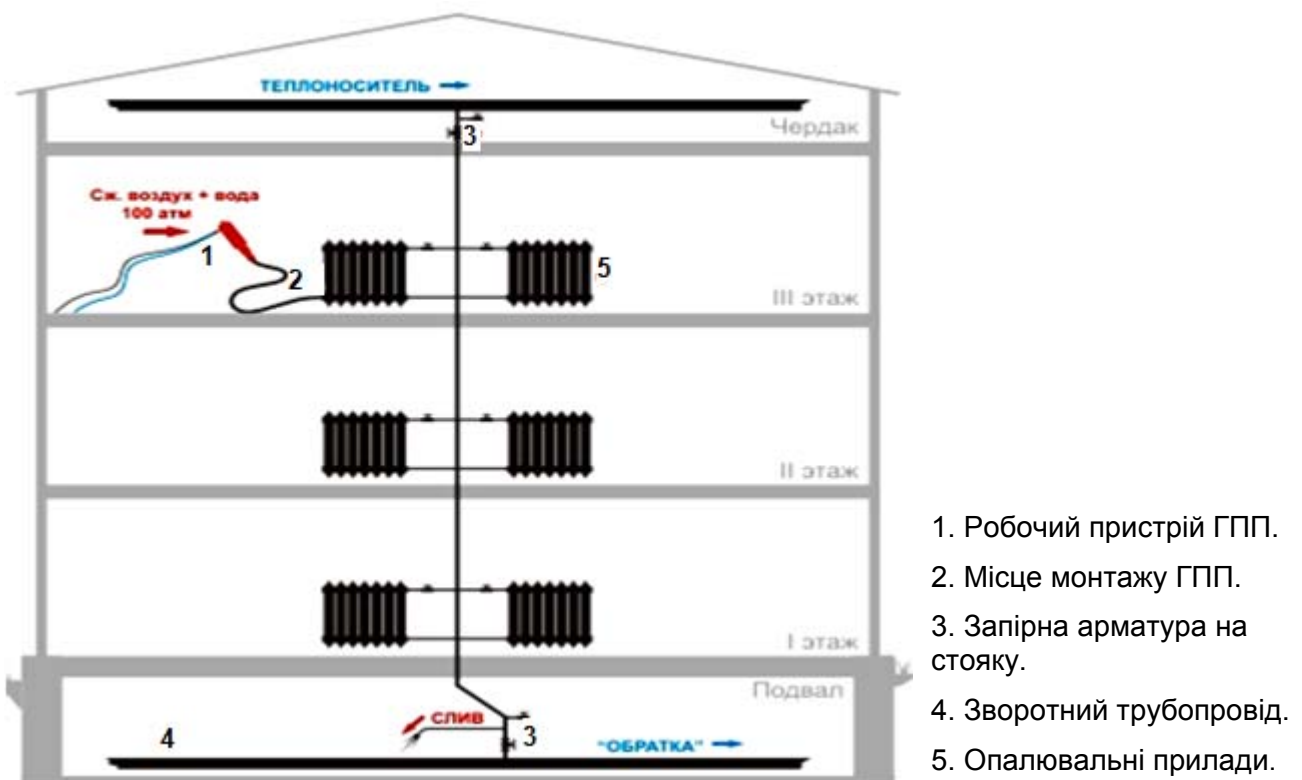 ТЕПЛОНОСИТЕЛЬ
3
Чердак
Сж. воздух + вода
100 атм
1
2
5
III этаж
II этаж
I этаж
Подвал
СЛИВ
3
4
"ОБРАТКА"
1. Робочий пристрій ГПП.
2. Місце монтажу ГПП.
3. Запірна арматура на
стояку.
4. Зворотний трубопровід.
5. Опалювальні прилади.